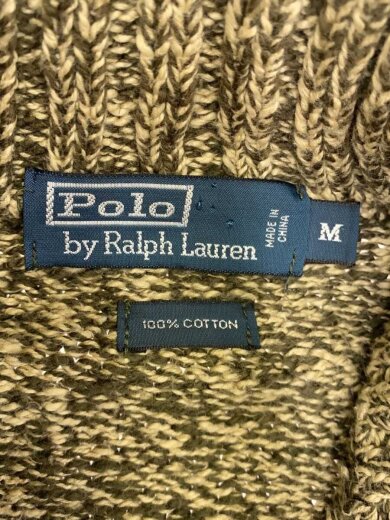 Polo
by Ralph Lauren
MADE IN
CHINA
M
100% COTTON